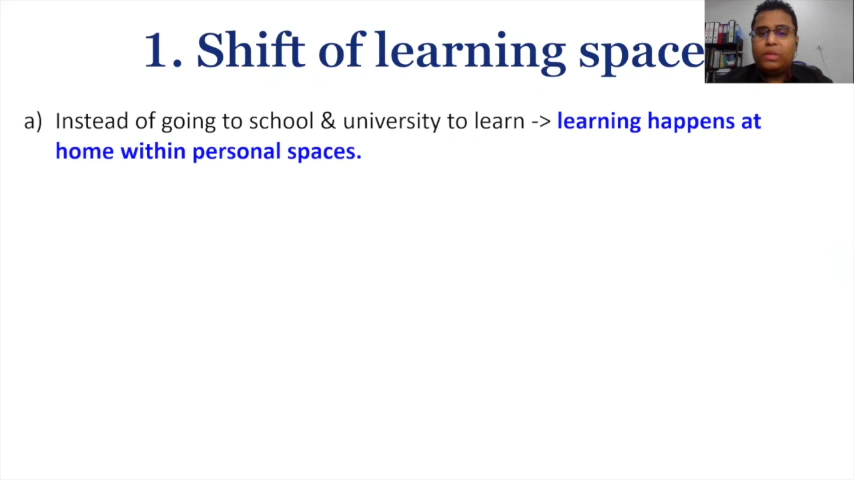 1. Shift of learning space
a) Instead of going to school & university to learn -> learning happens at
home within personal spaces.